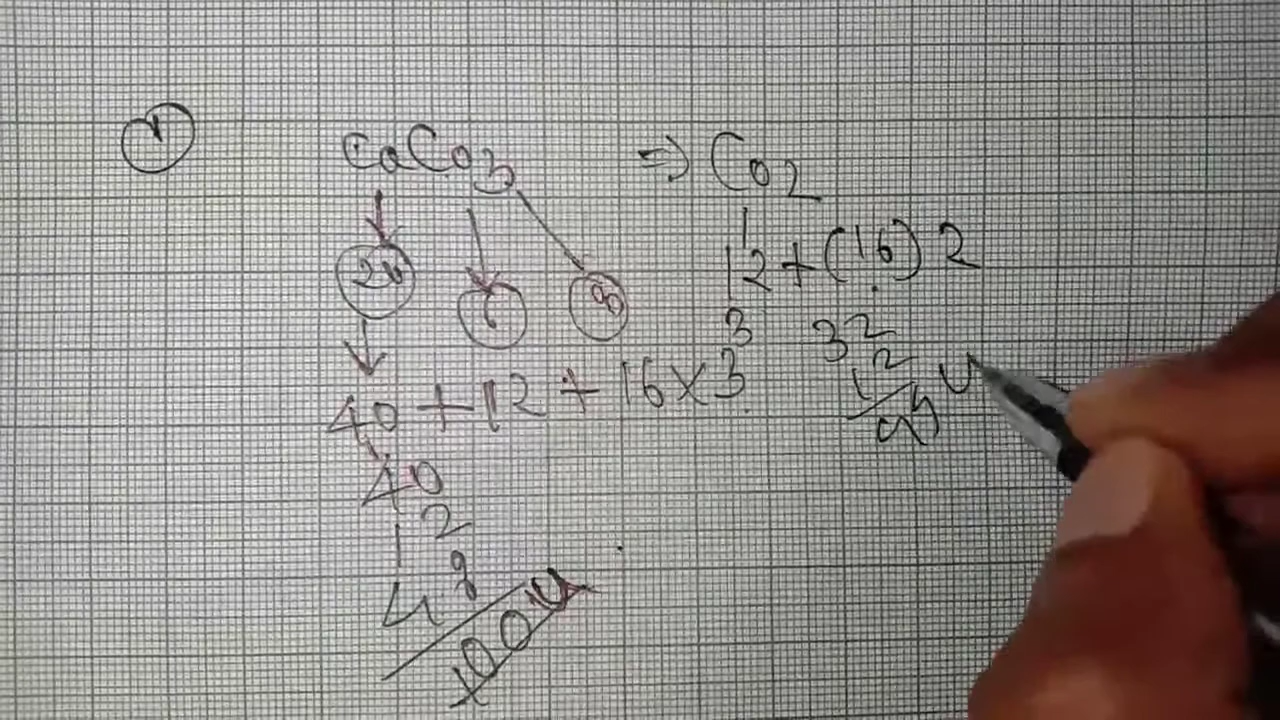 1
CaCo3
20 6 8
40 + 12 + 16 × 3
40
12
48
100 u
=> Co2
12 + (16) 2
32
12
44 u